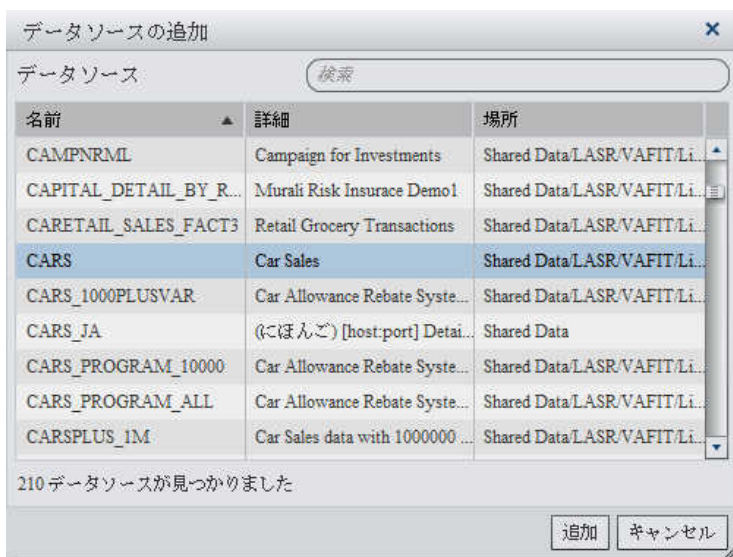 データソースの追加 ×
データソース 検索
名前 ▲ 詳細 場所
CAMPNRML Campaign for Investments Shared Data/LASR/VAFIT/Li...
CAPITAL_DETAIL_BY_R... Murali Risk Insurace Demo1 Shared Data/LASR/VAFIT/Li...
CARETAIL_SALES_FACT3 Retail Grocery Transactions Shared Data/LASR/VAFIT/Li...
CARS Car Sales Shared Data/LASR/VAFIT/Li...
CARS_1000PLUSVAR Car Allowance Rebate Syste... Shared Data/LASR/VAFIT/Li...
CARS_JA (にほんご) [host:port] Detai... Shared Data
CARS_PROGRAM_10000 Car Allowance Rebate Syste... Shared Data/LASR/VAFIT/Li...
CARS_PROGRAM_ALL Car Allowance Rebate Syste... Shared Data/LASR/VAFIT/Li...
CARSPLUS_1M Car Sales data with 1000000 ... Shared Data/LASR/VAFIT/Li...
210 データソースが見つかりました
追加 キャンセル